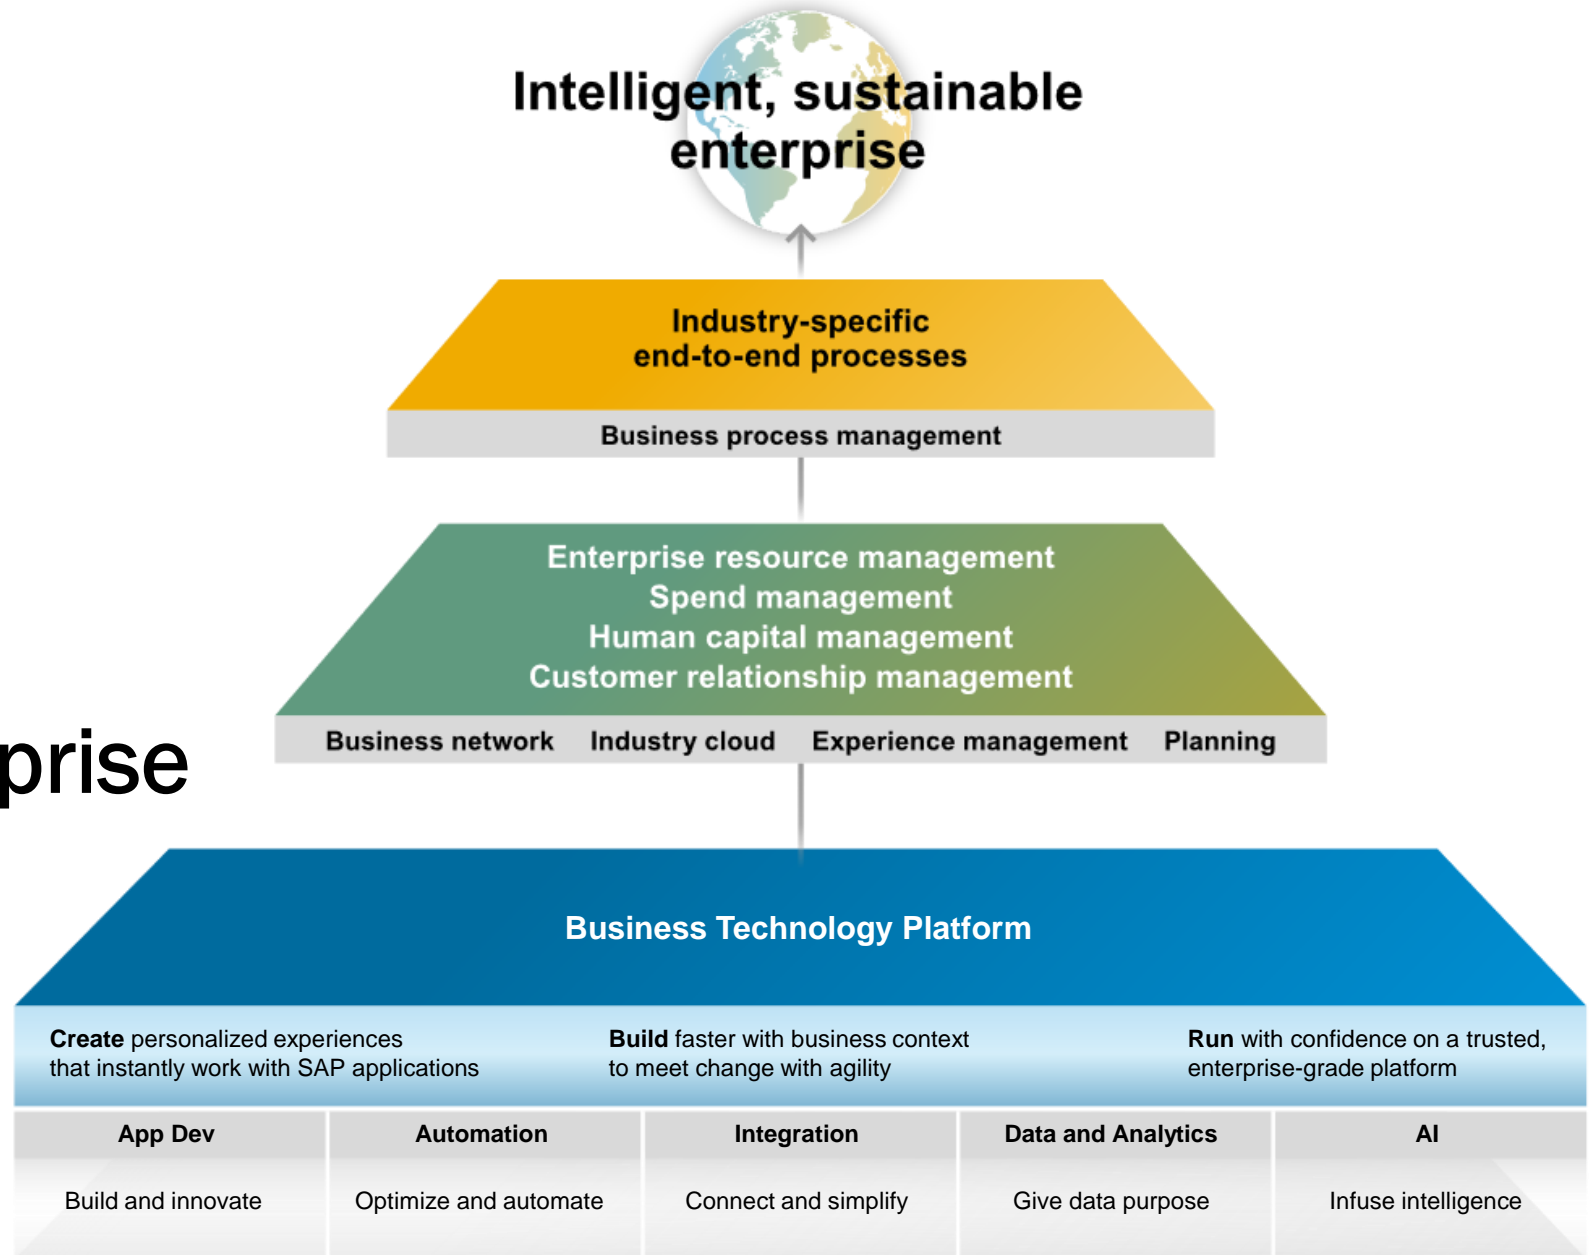 Intelligent, sustainable
enterprise
Industry-specific
end-to-end processes
Business process management
Enterprise resource management
Spend management
Human capital management
Customer relationship management
Business network Industry cloud Experience management Planning
prise
Business Technology Platform
Create personalized experiences
that instantly work with SAP applications
Build faster with business context
to meet change with agility
Run with confidence on a trusted,
enterprise-grade platform
App Dev Automation Integration Data and Analytics AI
Build and innovate Optimize and automate Connect and simplify Give data purpose Infuse intelligence